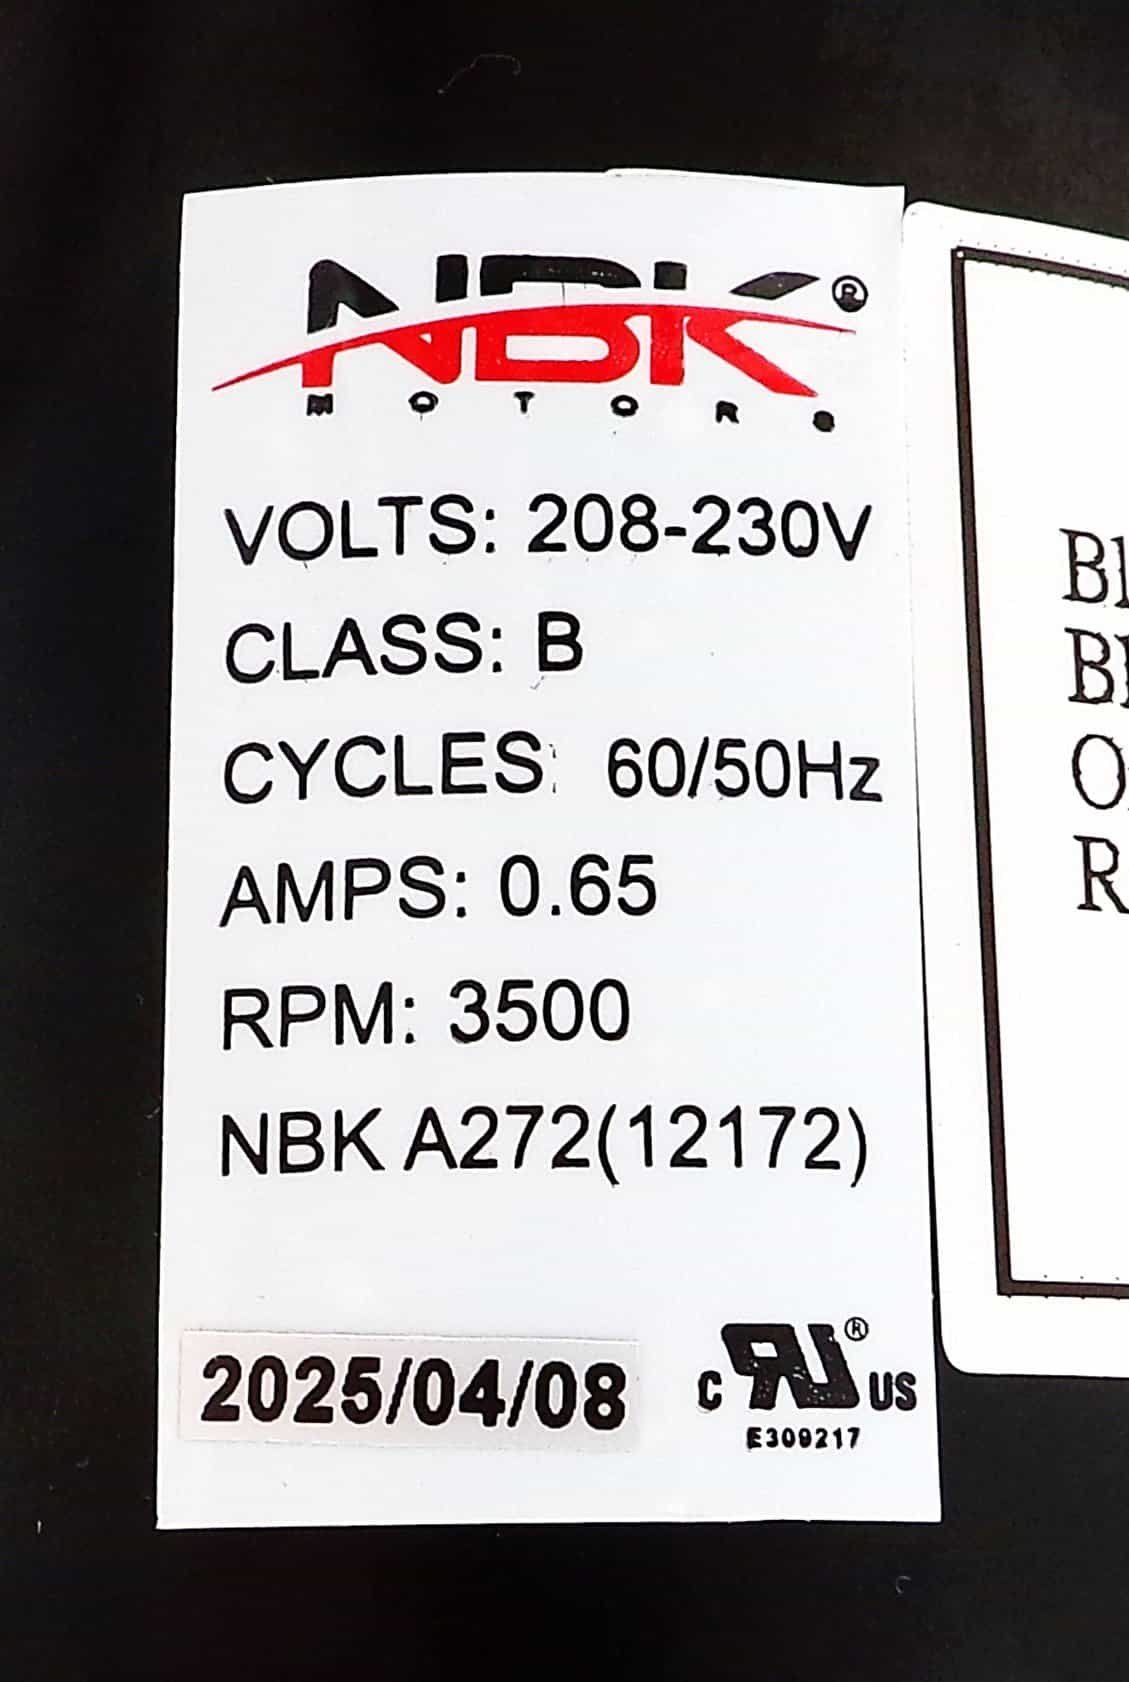 NBK®
MOTORS
VOLTS: 208-230V
CLASS: B
CYCLES: 60/50Hz
AMPS: 0.65
RPM: 3500
NBK A272(12172)
2025/04/08
C RU® US
E309217